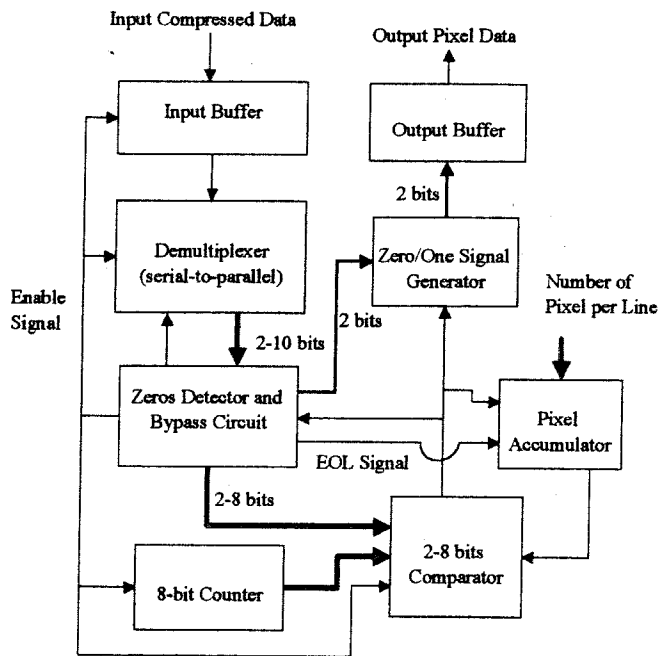 Input Compressed Data
Output Pixel Data
Input Buffer
Output Buffer
2 bits
Demultiplexer
(serial-to-parallel)
Zero/One Signal
Generator
Number of
Pixel per Line
Enable
Signal
2 bits
2-10 bits
Zeros Detector and
Bypass Circuit
Pixel
Accumulator
EOL Signal
2-8 bits
2-8 bits
Comparator
8-bit Counter